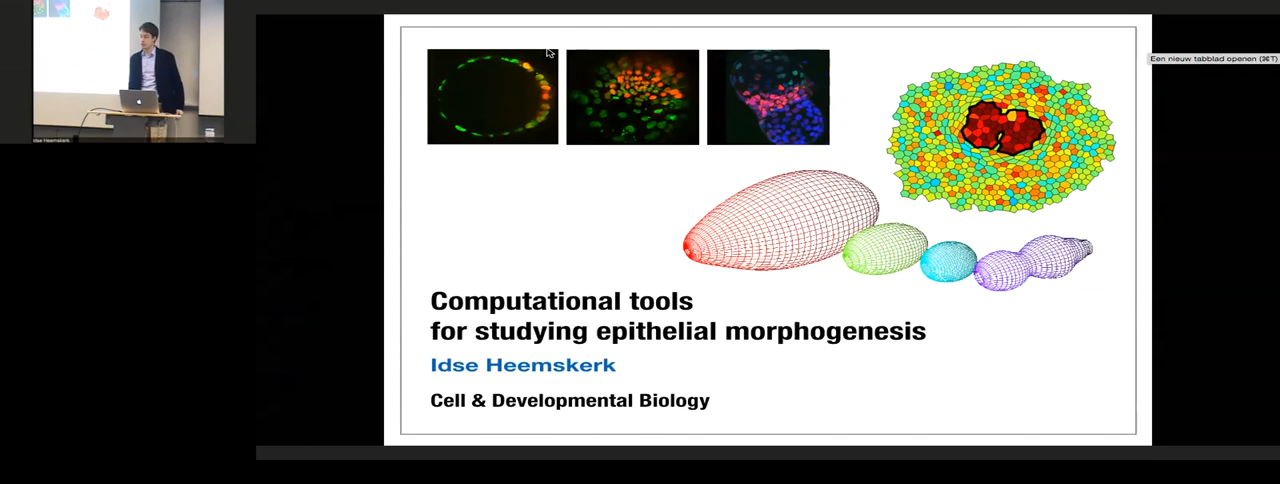 Idse Heemskerk
Een nieuw tabblad openen (⌘T)
Computational tools
for studying epithelial morphogenesis
Idse Heemskerk
Cell & Developmental Biology